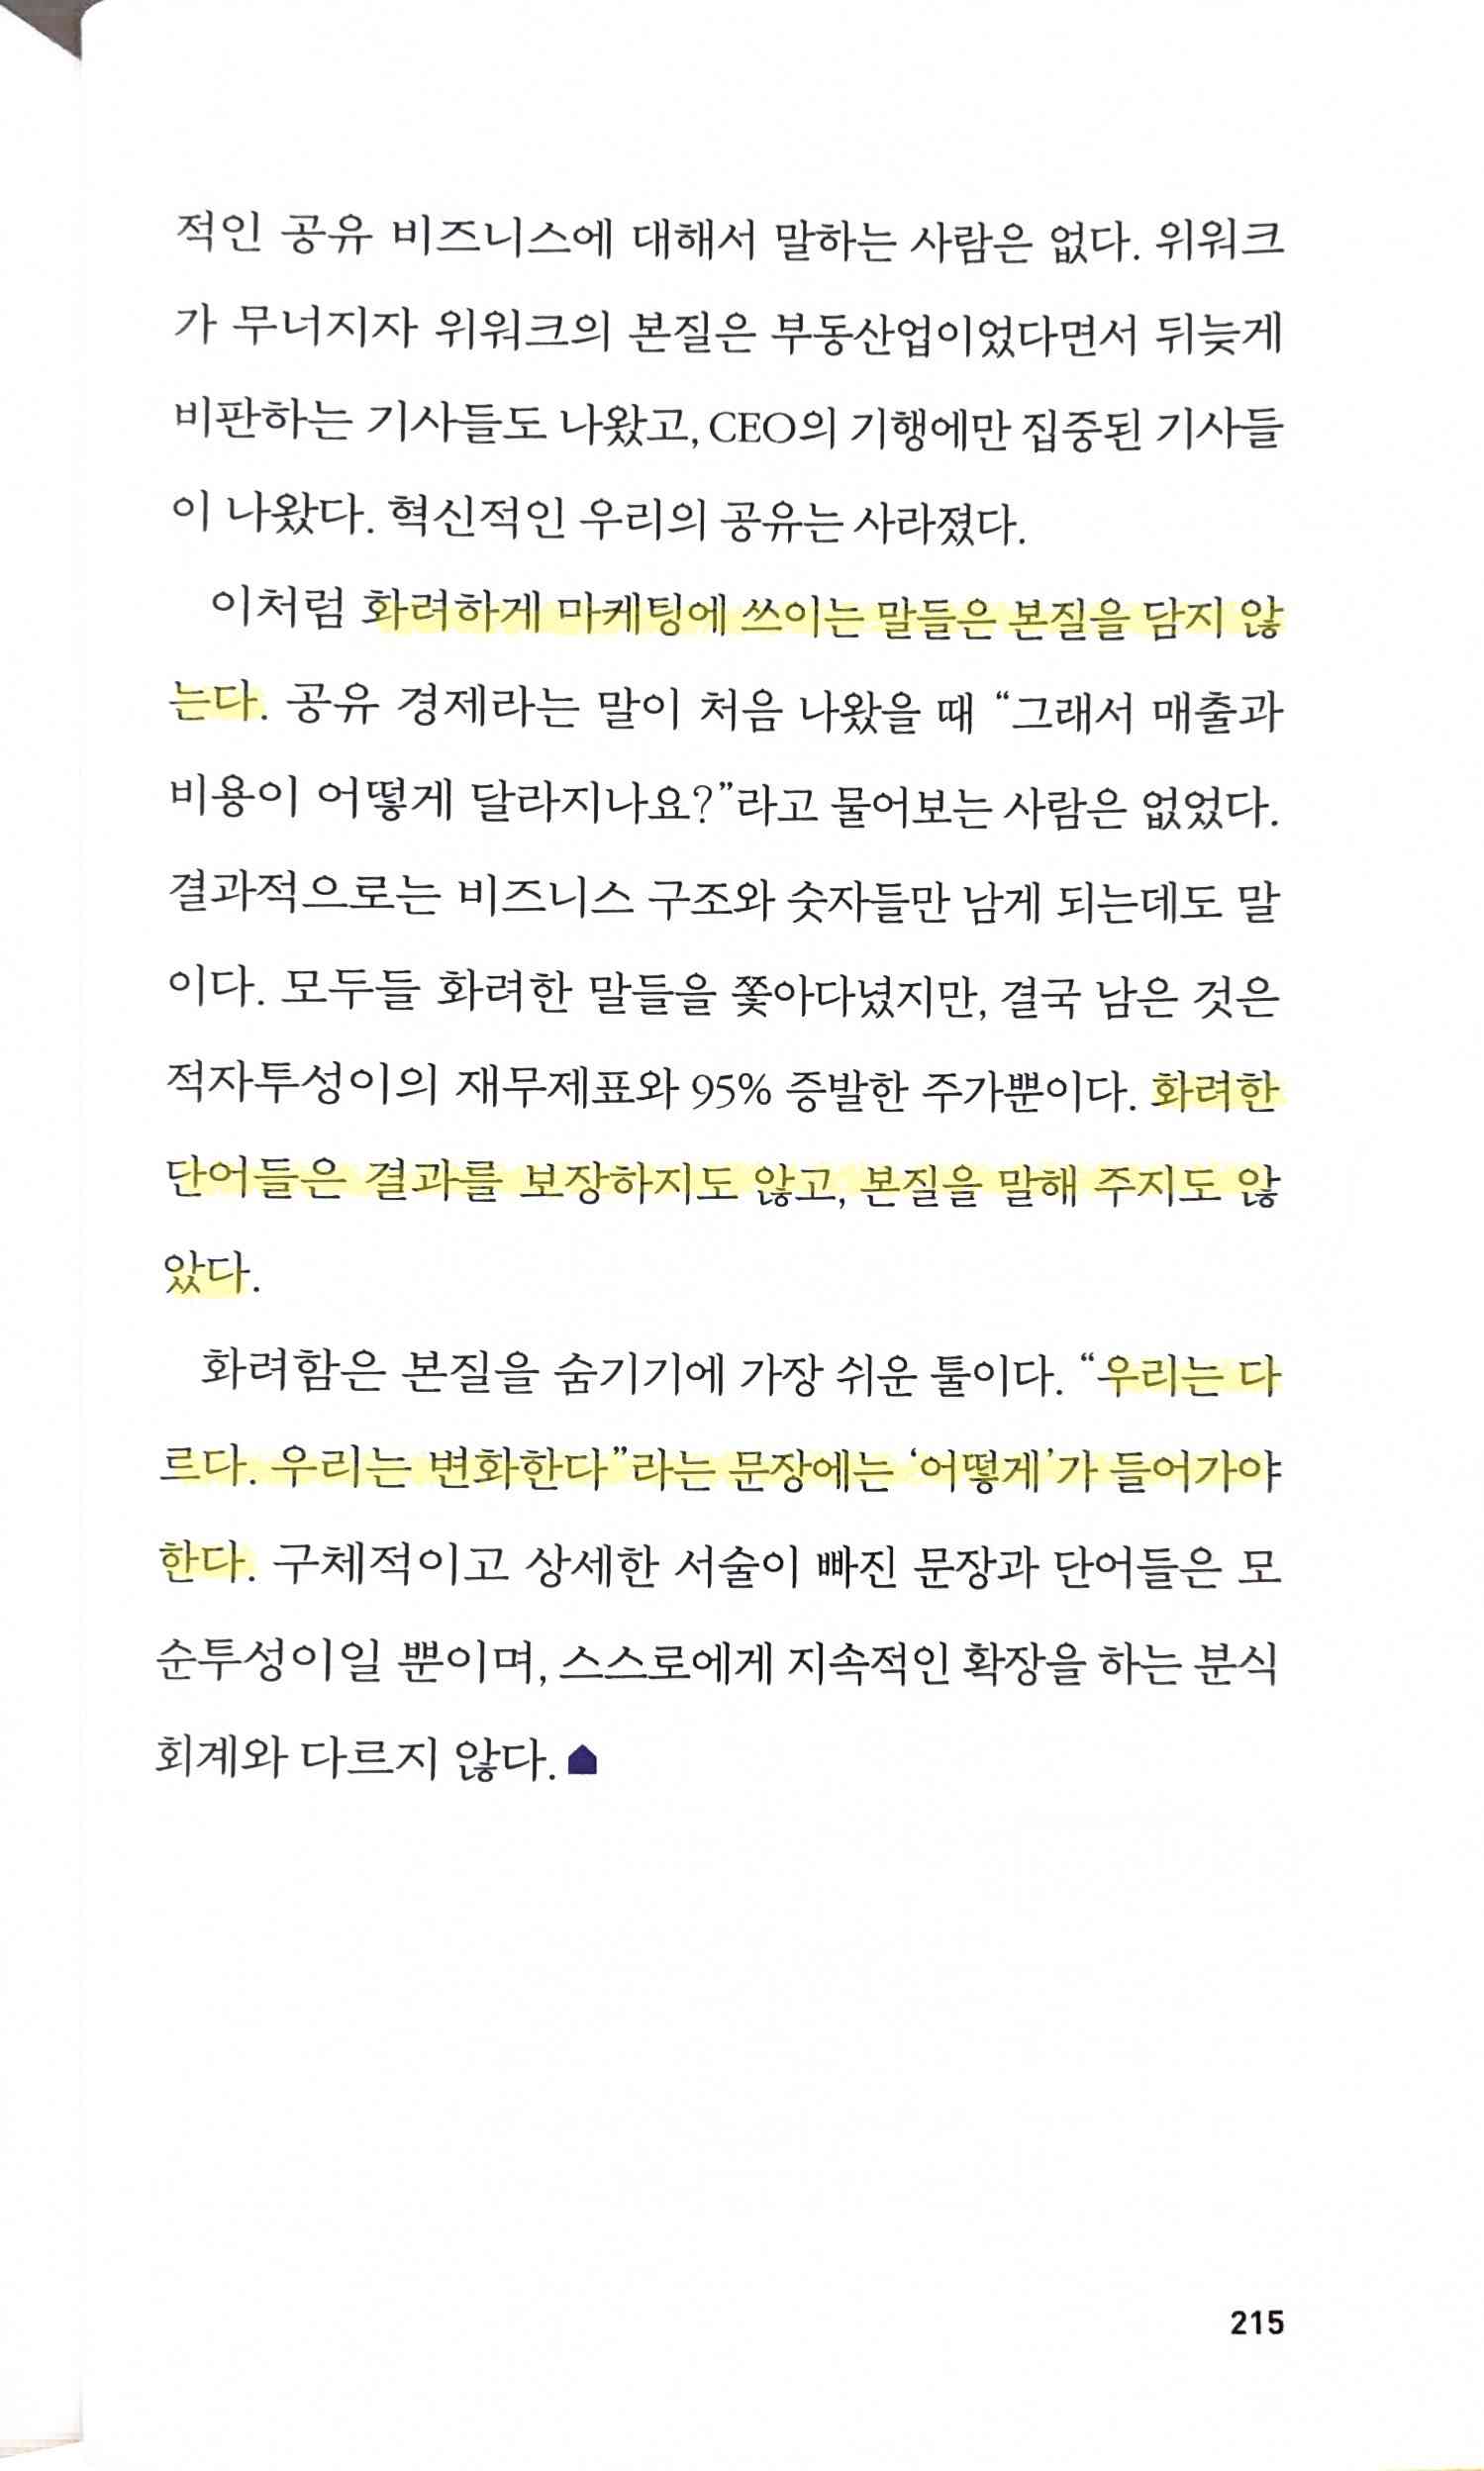 적인 공유 비즈니스에 대해서 말하는 사람은 없다. 위워크
가 무너지자 위워크의 본질은 부동산업이었다면서 뒤늦게
비판하는 기사들도 나왔고, CEO의 기행에만 집중된 기사들
이 나왔다. 혁신적인 우리의 공유는 사라졌다.
이처럼 화려하게 마케팅에 쓰이는 말들은 본질을 담지 않
는다. 공유 경제라는 말이 처음 나왔을 때 “그래서 매출과
비용이 어떻게 달라지나요?”라고 물어보는 사람은 없었다.
결과적으로는 비즈니스 구조와 숫자들만 남게 되는데도 말
이다. 모두들 화려한 말들을 쫓아다녔지만, 결국 남은 것은
적자투성이의 재무제표와 95% 증발한 주가뿐이다. 화려한
단어들은 결과를 보장하지도 않고, 본질을 말해 주지도 않
았다.
화려함은 본질을 숨기기에 가장 쉬운 툴이다. “우리는 다
르다. 우리는 변화한다”라는 문장에는 ‘어떻게’가 들어가야
한다. 구체적이고 상세한 서술이 빠진 문장과 단어들은 모
순투성이일 뿐이며, 스스로에게 지속적인 확장을 하는 분식
회계와 다르지 않다.
215